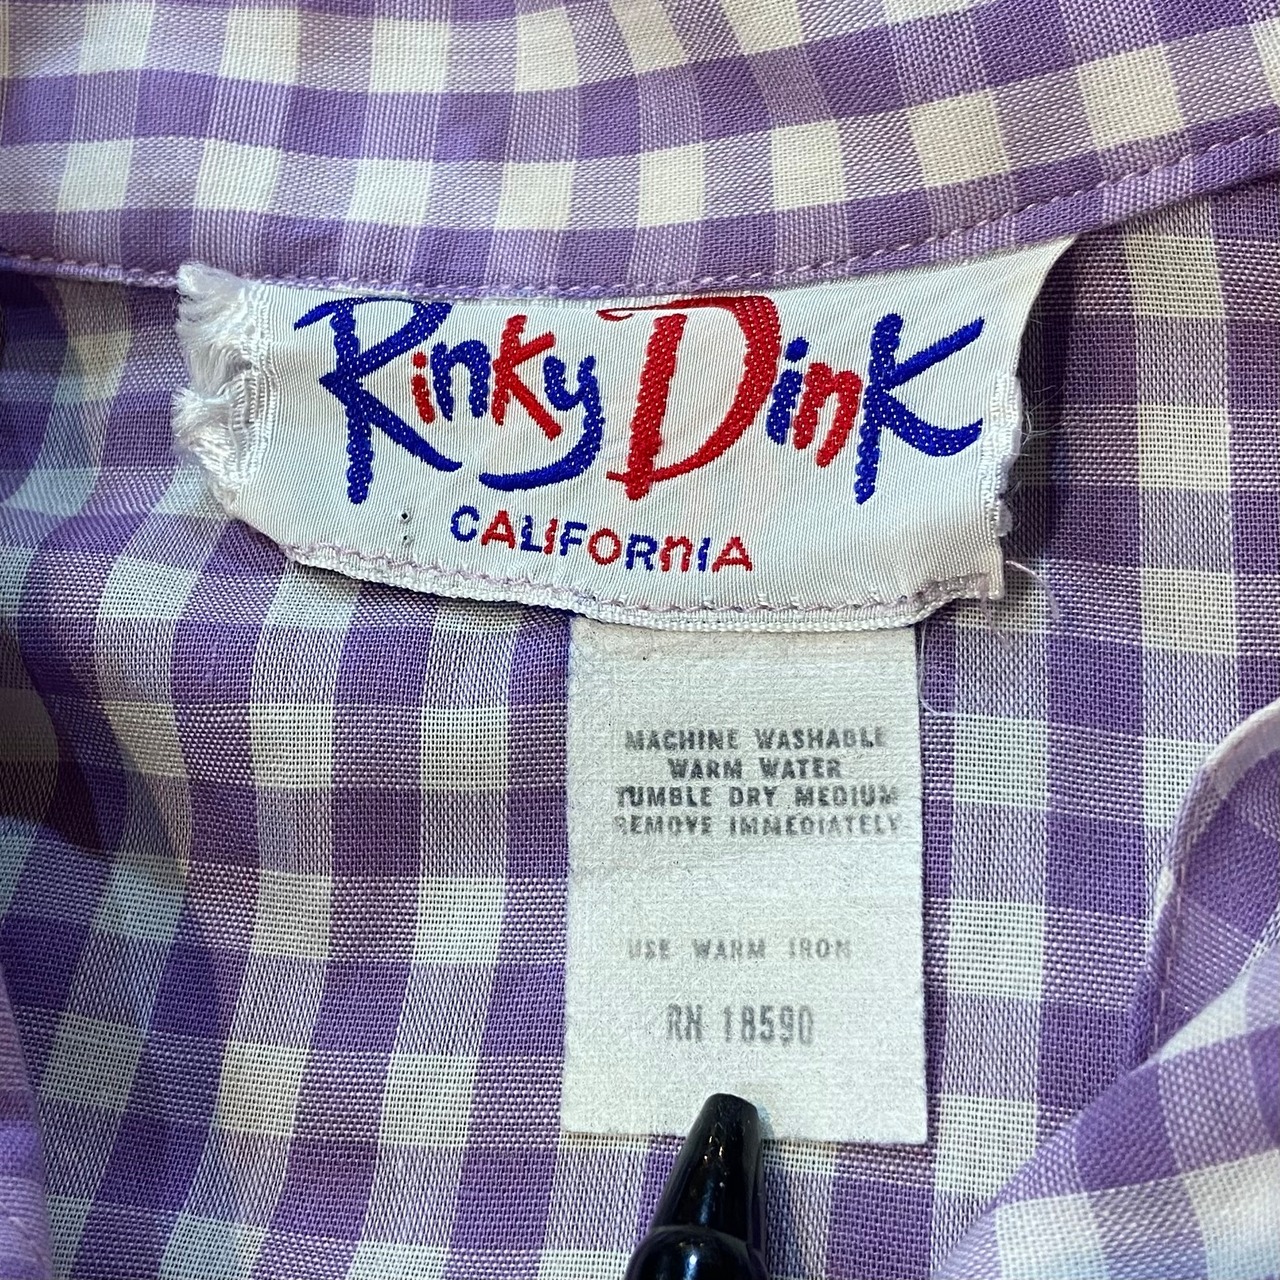 Rinky Dink
CALIFORNIA
MACHINE WASHABLE
WARM WATER
TUMBLE DRY MEDIUM
REMOVE IMMEDIATELY
USE WARM IRON
RN 18590